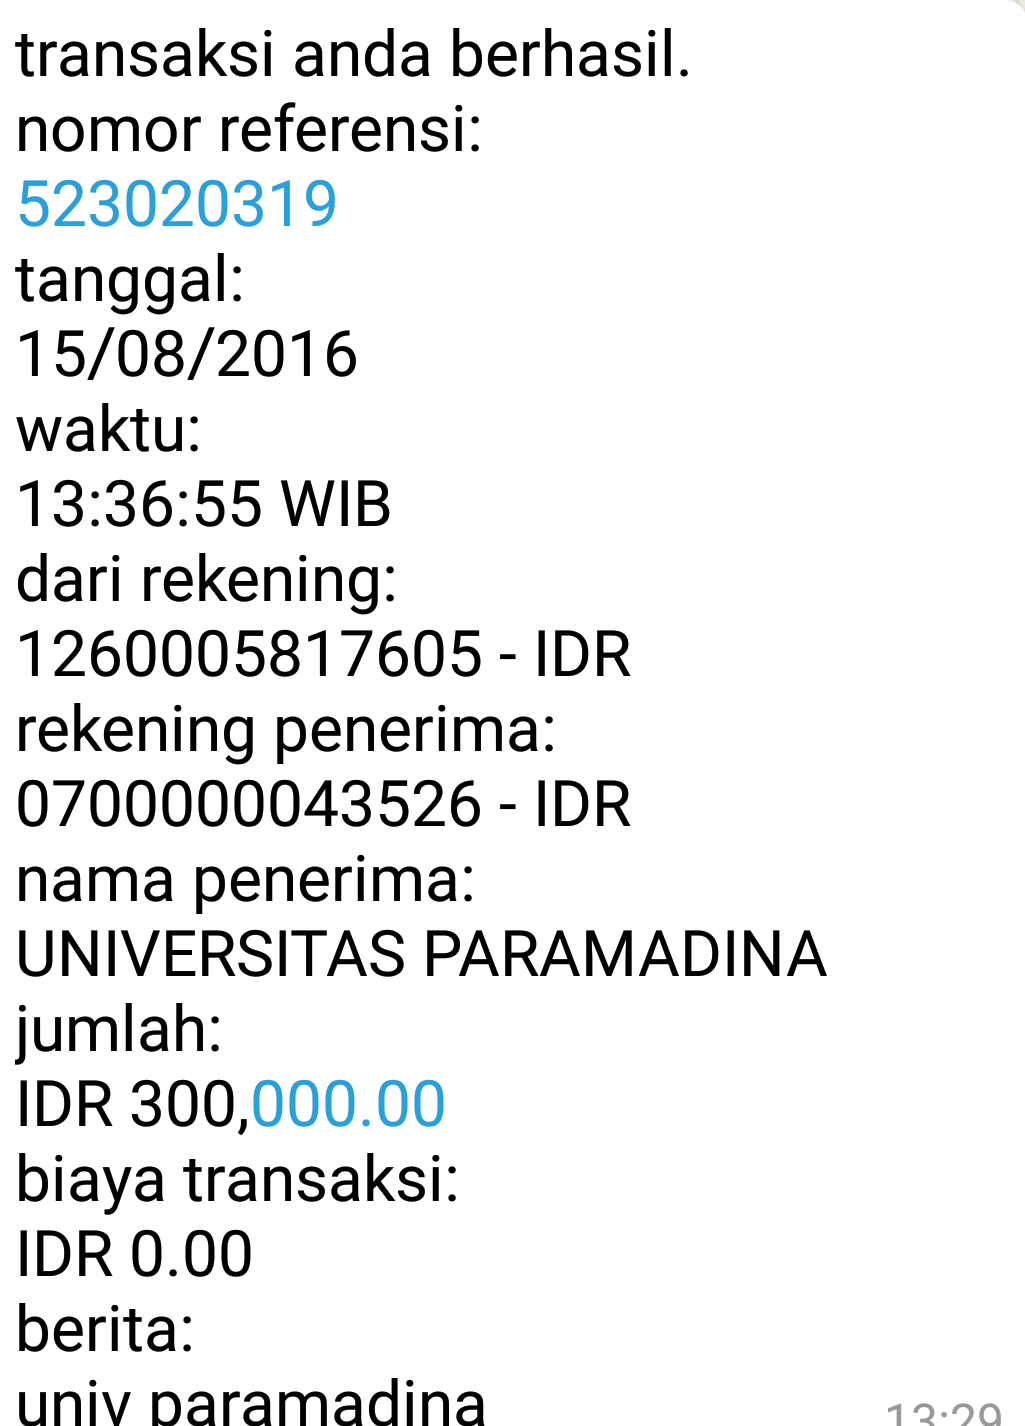 transaksi anda berhasil.
nomor referensi:
523020319
tanggal:
15/08/2016
waktu:
13:36:55 WIB
dari rekening:
1260005817605 - IDR
rekening penerima:
0700000043526 - IDR
nama penerima:
UNIVERSITAS PARAMADINA
jumlah:
IDR 300,000.00
biaya transaksi:
IDR 0.00
berita:
univ paramadina
13:29